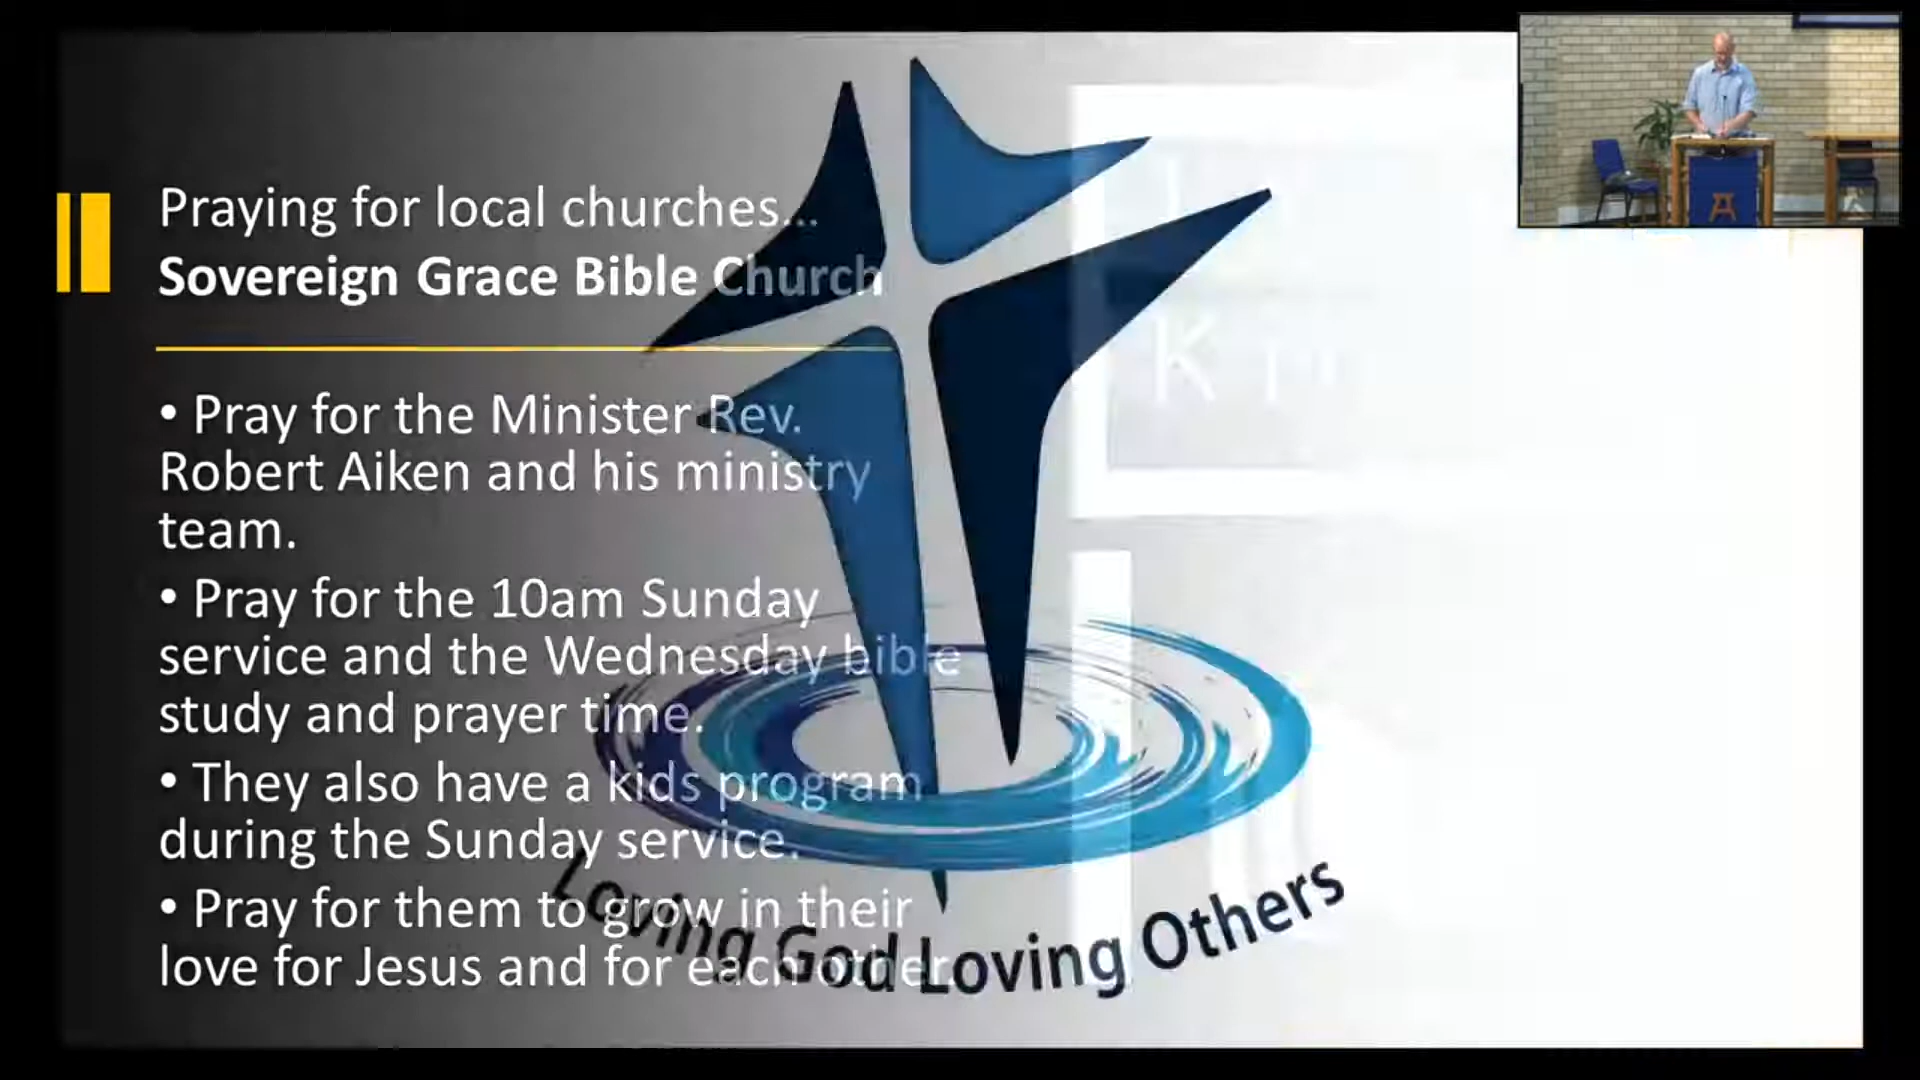 Praying for local churches...
Sovereign Grace Bible Church
• Pray for the Minister Rev.
Robert Aiken and his ministry
team.
• Pray for the 10am Sunday
service and the Wednesday bible
study and prayer time.
• They also have a kids program
during the Sunday service.
• Pray for them to grow in their
love for Jesus and for each other.
Loving God Loving Others